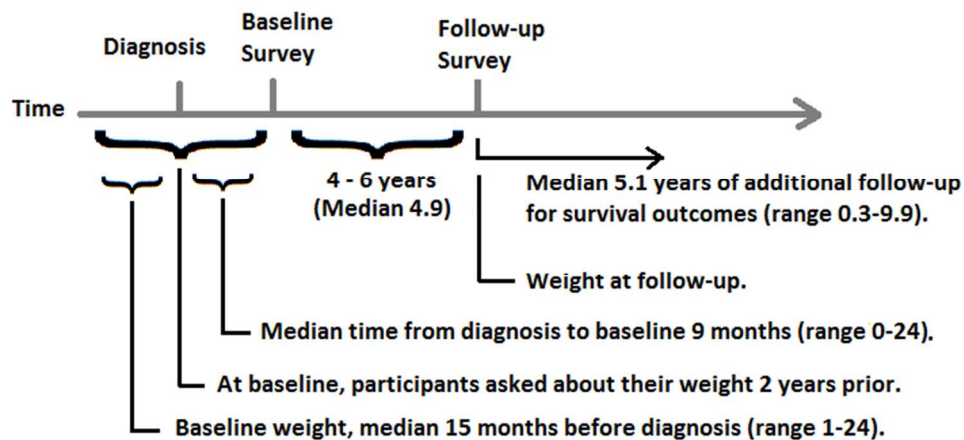 Diagnosis
Baseline
Survey
Follow-up
Survey
Time
4 - 6 years
(Median 4.9)
Median 5.1 years of additional follow-up
for survival outcomes (range 0.3-9.9).
Weight at follow-up.
Median time from diagnosis to baseline 9 months (range 0-24).
At baseline, participants asked about their weight 2 years prior.
Baseline weight, median 15 months before diagnosis (range 1-24).